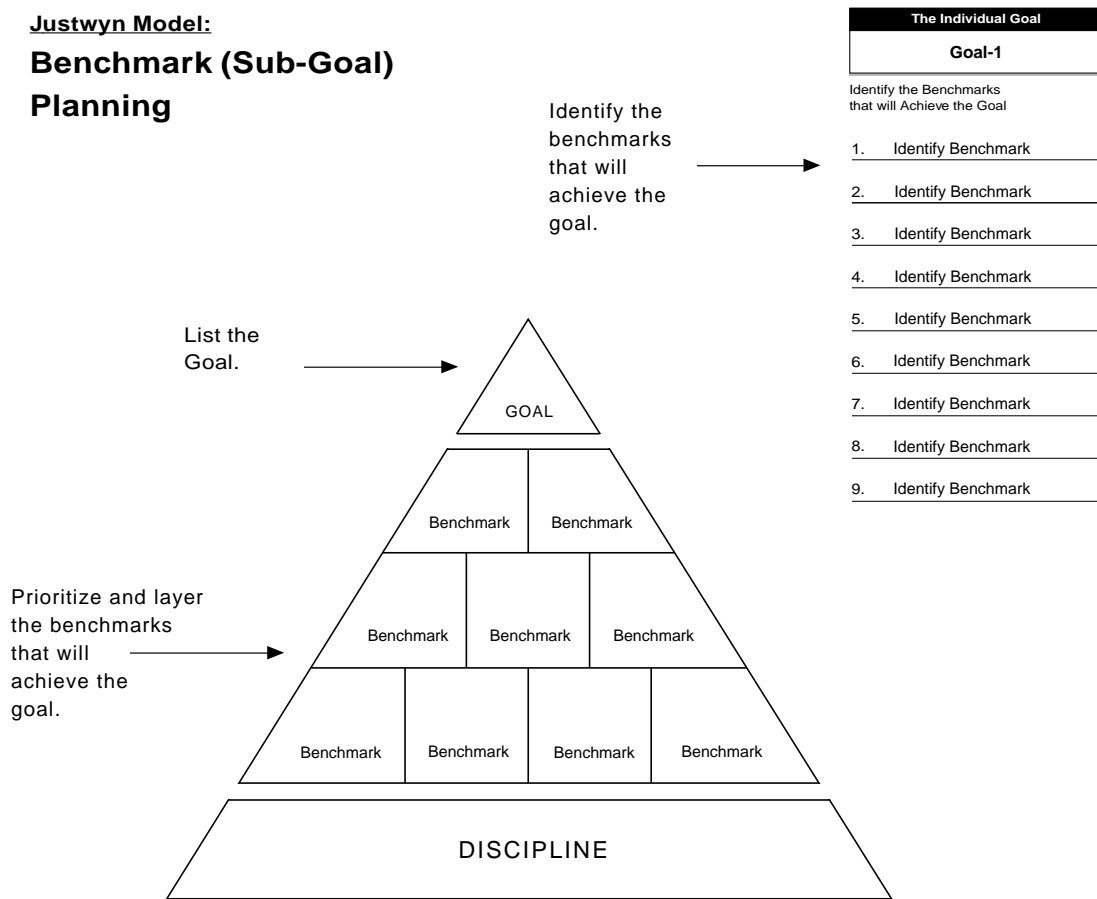 Justwyn Model:
Benchmark (Sub-Goal)
Planning
The Individual Goal
Goal-1
Identify the Benchmarks
that will Achieve the Goal
Identify the
benchmarks
that will
achieve the
goal.
1. Identify Benchmark
2. Identify Benchmark
3. Identify Benchmark
4. Identify Benchmark
5. Identify Benchmark
6. Identify Benchmark
7. Identify Benchmark
8. Identify Benchmark
9. Identify Benchmark
List the
Goal.
GOAL
Benchmark Benchmark
Prioritize and layer
the benchmarks
that will
achieve the
goal.
Benchmark Benchmark Benchmark
Benchmark Benchmark Benchmark Benchmark
DISCIPLINE